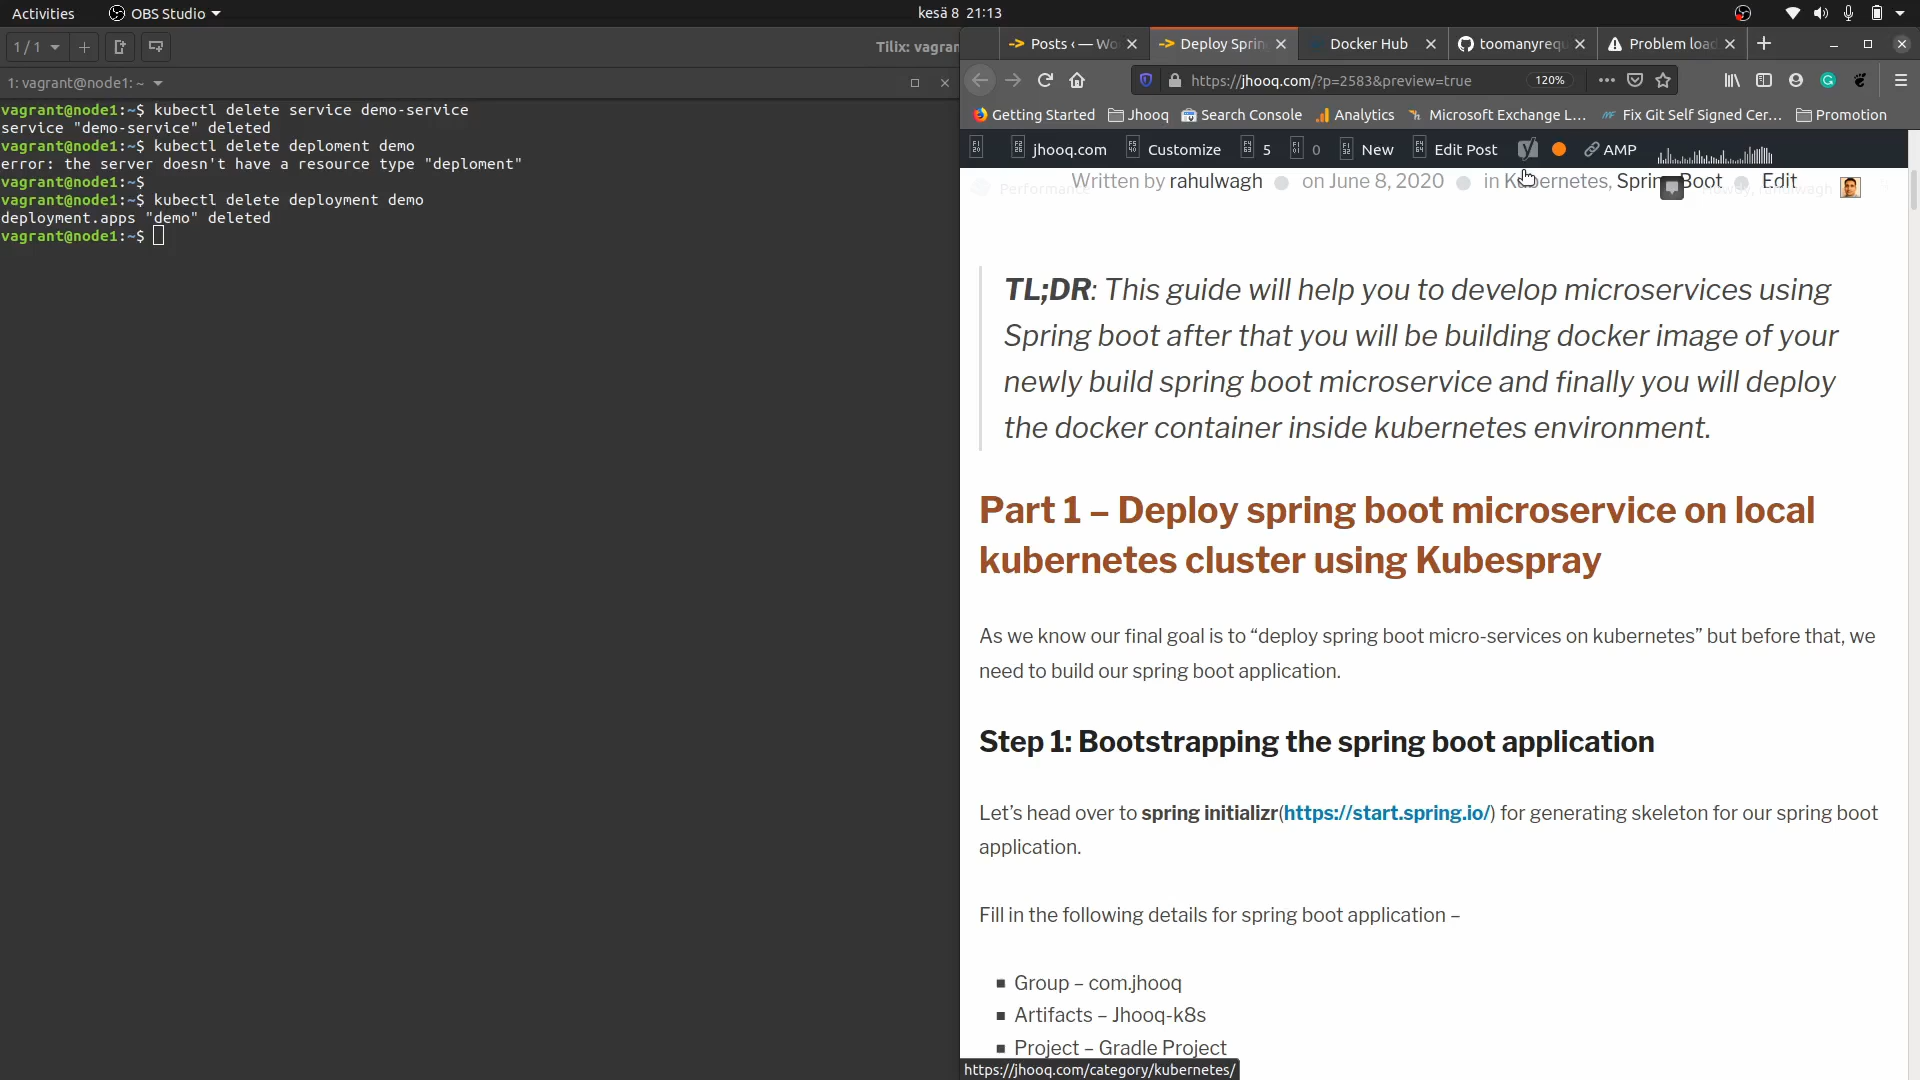 Activities
OBS Studio
kesä 8 21:13
1 / 1
Tilix: vagran
1: vagrant@node1: ~
vagrant@node1:~$ kubectl delete service demo-service
service "demo-service" deleted
vagrant@node1:~$ kubectl delete deploment demo
error: the server doesn't have a resource type "deploment"
vagrant@node1:~$
vagrant@node1:~$ kubectl delete deployment demo
deployment.apps "demo" deleted
vagrant@node1:~$
Posts ‹ — Wo
Deploy Sprin
Docker Hub
toomanyrequ
Problem load
https://jhooq.com/?p=2583&preview=true
120%
Getting Started
Jhooq
Search Console
Analytics
Microsoft Exchange L…
Fix Git Self Signed Cer…
Promotion
jhooq.com
Customize
5
0
New
Edit Post
AMP
Performance
Written by rahulwagh on June 8, 2020 in Kubernetes, Spring Boot Edit
TL;DR: This guide will help you to develop microservices using
Spring boot after that you will be building docker image of your
newly build spring boot microservice and finally you will deploy
the docker container inside kubernetes environment.
Part 1 – Deploy spring boot microservice on local
kubernetes cluster using Kubespray
As we know our final goal is to “deploy spring boot micro-services on kubernetes” but before that, we
need to build our spring boot application.
Step 1: Bootstrapping the spring boot application
Let’s head over to spring initializr(https://start.spring.io/) for generating skeleton for our spring boot
application.
Fill in the following details for spring boot application –
Group – com.jhooq
Artifacts – Jhooq-k8s
Project – Gradle Project
https://jhooq.com/category/kubernetes/